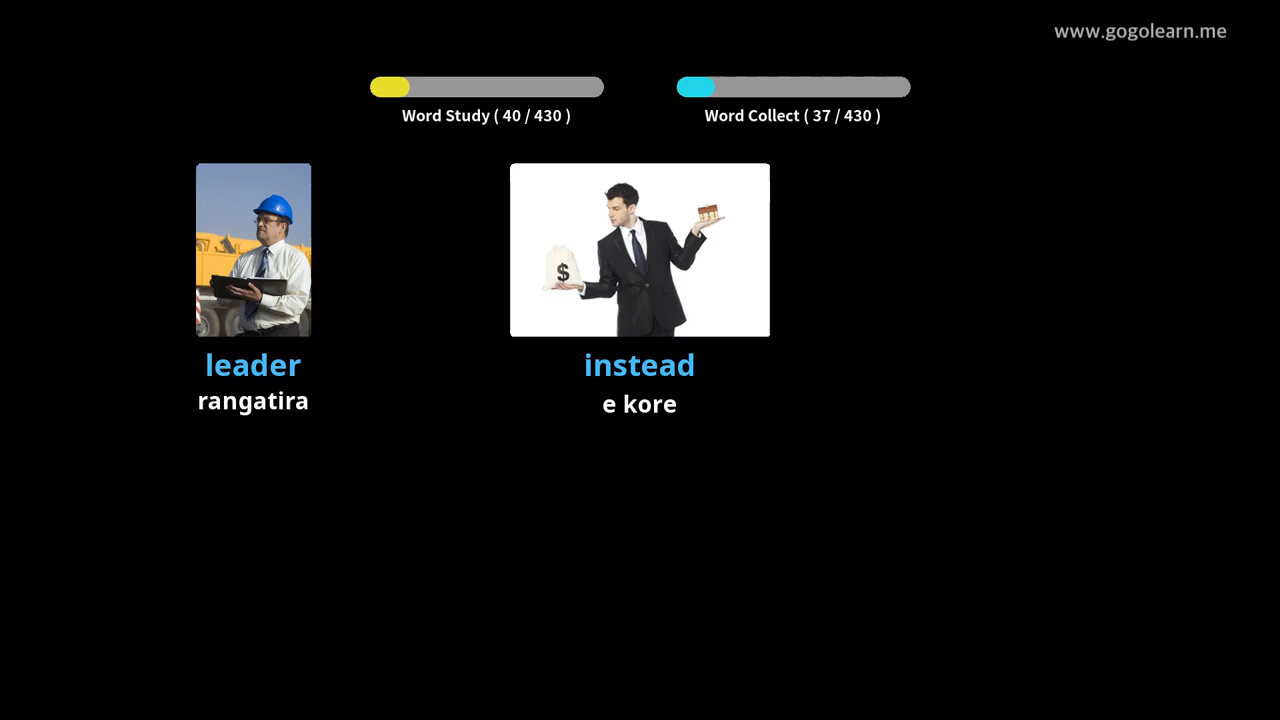 www.gogolearn.me
Word Study ( 40 / 430 )
Word Collect ( 37 / 430 )
$
leader
rangatira
instead
e kore